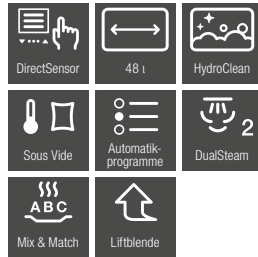 DirectSensor
48 l
HydroClean
Sous Vide
Automatik-
programme
2
DualSteam
ABC
Mix & Match
Liftblende